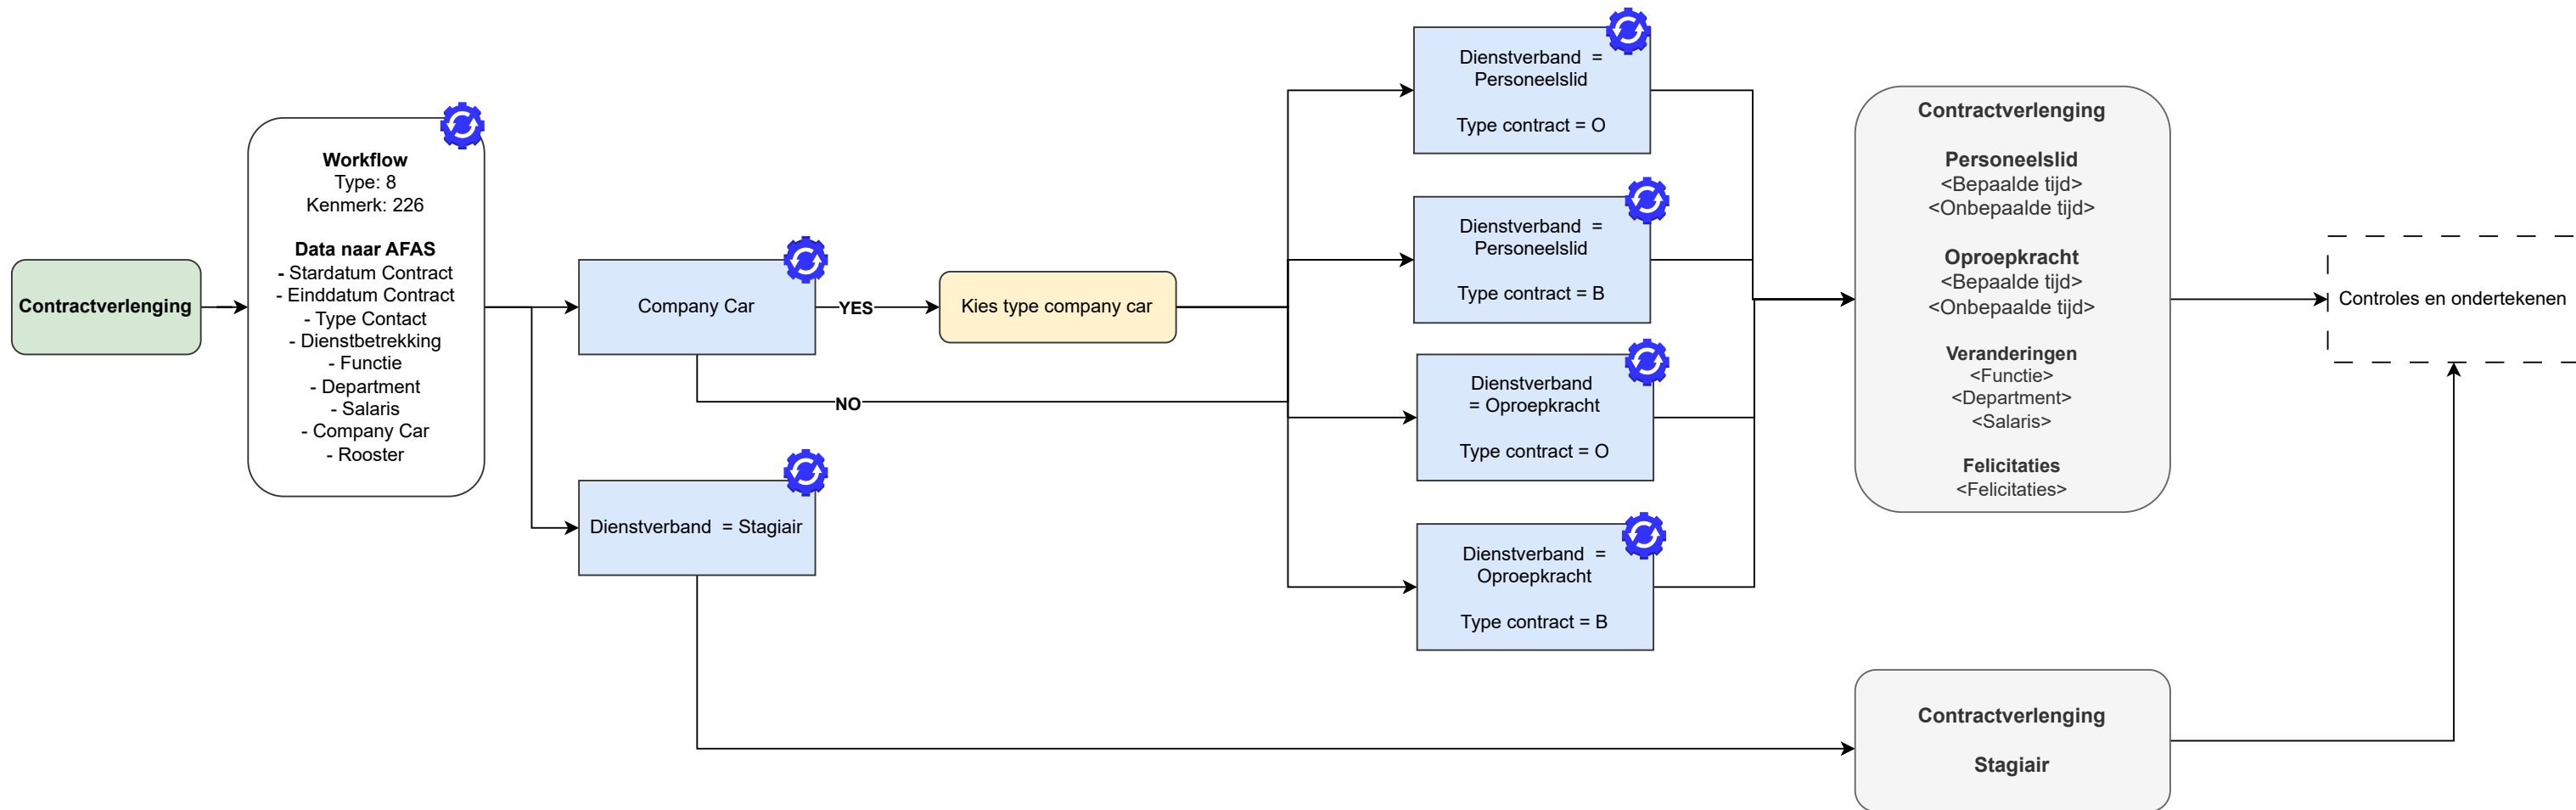 Contractverlenging
Workflow
Type: 8
Kenmerk: 226
Data naar AFAS
- Stardatum Contract
- Einddatum Contract
- Type Contact
- Dienstbetrekking
- Functie
- Department
- Salaris
- Company Car
- Rooster
Company Car
YES
NO
Kies type company car
Dienstverband = Stagiair
Dienstverband =
Personeelslid
Type contract = O
Dienstverband =
Personeelslid
Type contract = B
Dienstverband
= Oproepkracht
Type contract = O
Dienstverband =
Oproepkracht
Type contract = B
Contractverlenging
Personeelslid
<Bepaalde tijd>
<Onbepaalde tijd>
Oproepkracht
<Bepaalde tijd>
<Onbepaalde tijd>
Veranderingen
<Functie>
<Department>
<Salaris>
Felicitaties
<Felicitaties>
Contractverlenging
Stagiair
Controles en ondertekenen